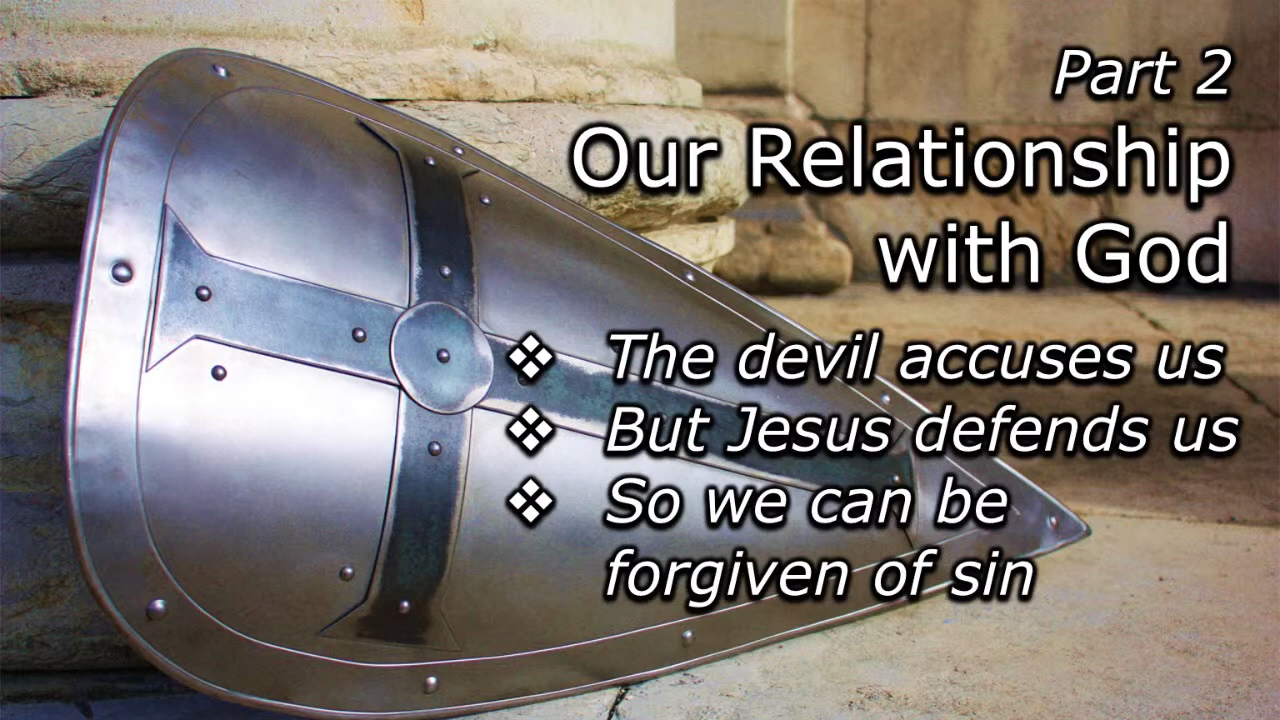 Part 2
Our Relationship
with God
❖ The devil accuses us
❖ But Jesus defends us
❖ So we can be
forgiven of sin